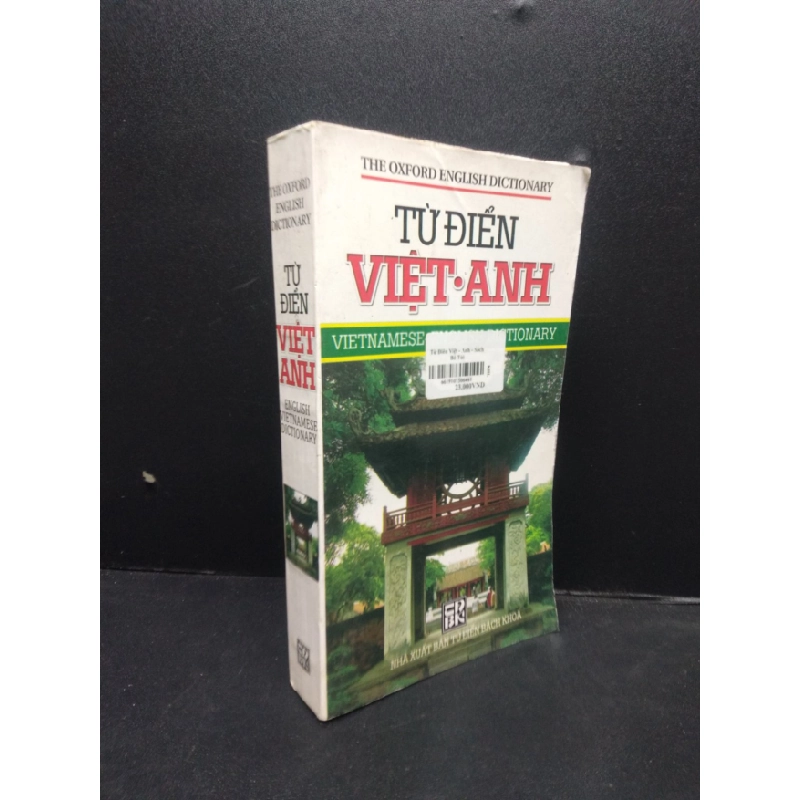 THE OXFORD
ENGLISH
DICTIONARY
TỪ
ĐIỂN
VIỆT
ANH
ENGLISH
VIETNAMESE
DICTIONARY
THE OXFORD ENGLISH DICTIONARY
TỪ ĐIỂN
VIỆT·ANH
VIETNAMESE
NHÀ XUẤT BẢN TỪ ĐIỂN BÁCH KHOA